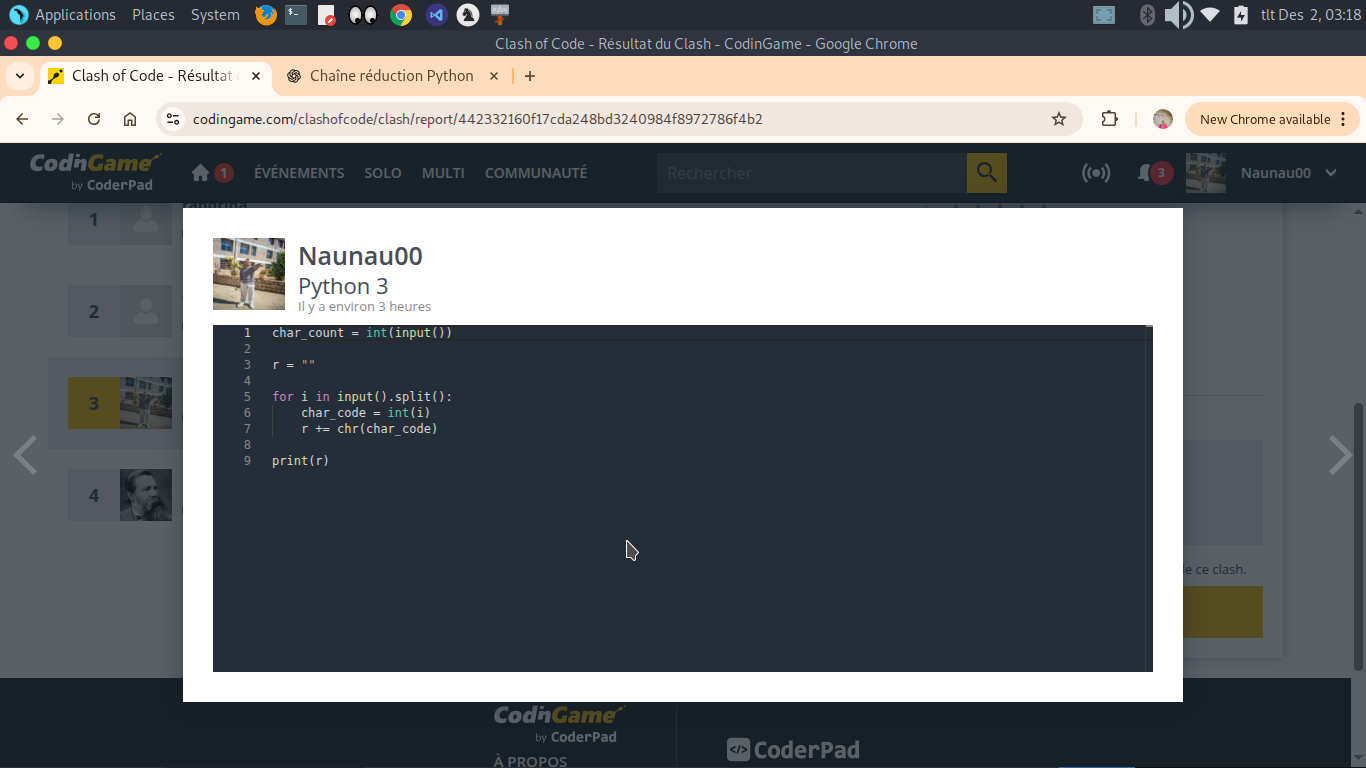 Applications Places System tlt Des 2, 03:18
Clash of Code - Résultat du Clash - CodinGame - Google Chrome
Clash of Code - Résultat Chaîne réduction Python
codingame.com/clashofcode/clash/report/442332160f17cda248bd3240984f8972786f4b2 New Chrome available
CodinGame
by CoderPad
1 ÉVÉNEMENTS SOLO MULTI COMMUNAUTÉ Rechercher 3 Naunau00
1
2
3
4
Naunau00
Python 3
Il y a environ 3 heures
1 char_count = int(input())
2
3 r = ""
4
5 for i in input().split():
6 char_code = int(i)
7 r += chr(char_code)
8
9 print(r)
ce clash.
CodinGame
by CoderPad
À PROPOS
CoderPad